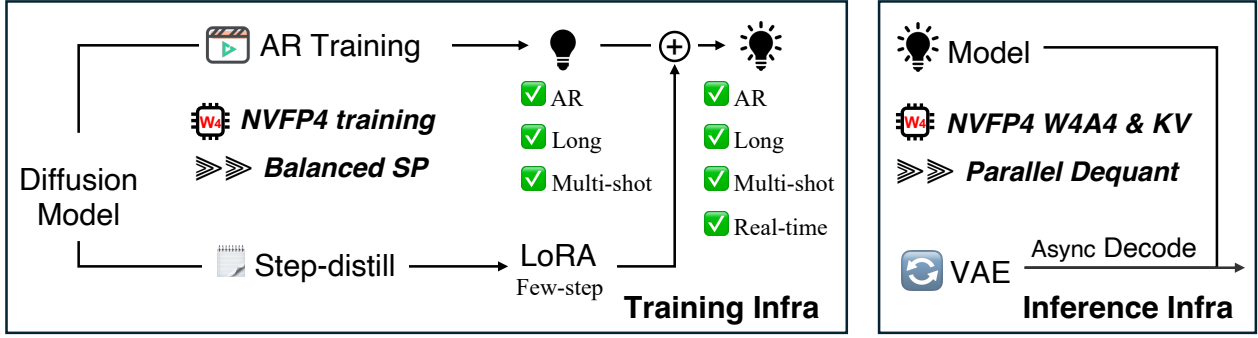 AR Training
AR
Long
Multi-shot
AR
Long
Multi-shot
Real-time
W4 NVFP4 training
Balanced SP
Diffusion
Model
Step-distill
LoRA
Few-step
Training Infra
Model
W4 NVFP4 W4A4 & KV
Parallel Dequant
VAE
Async Decode
Inference Infra